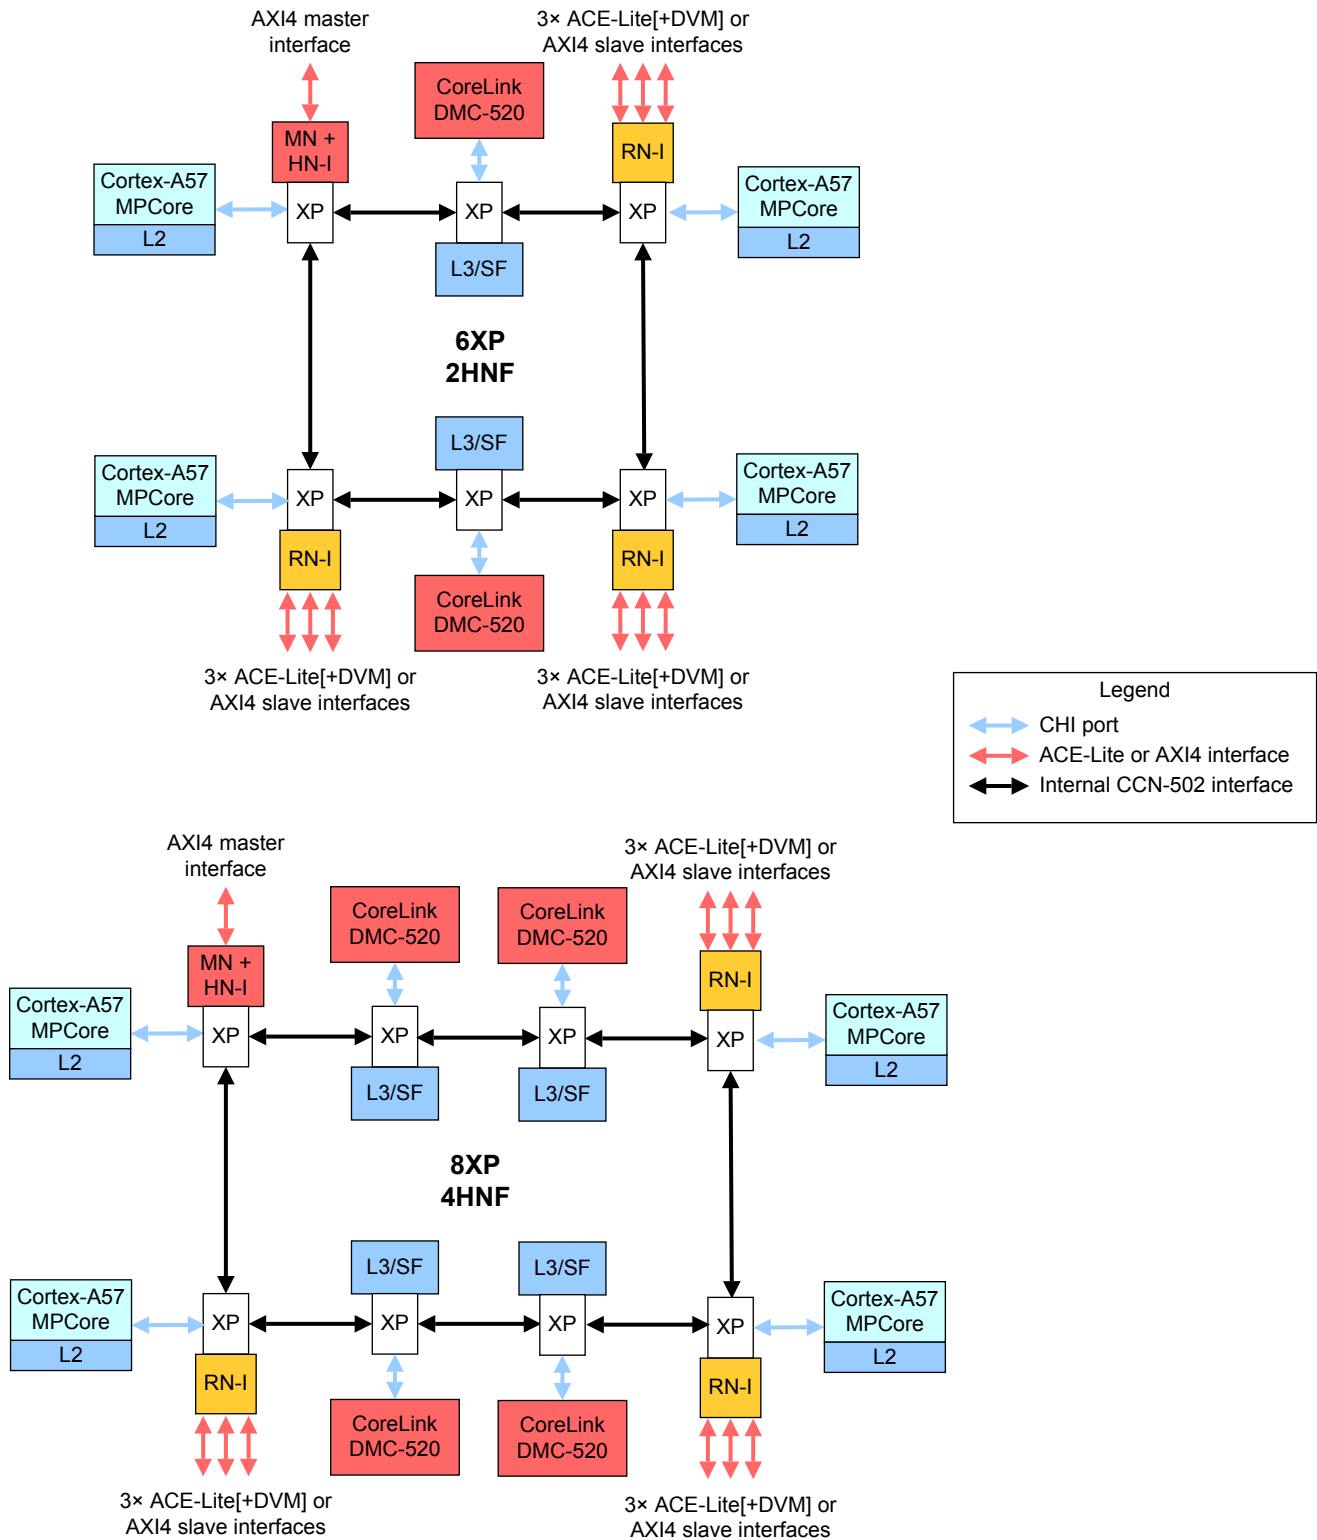 AXI4 master
interface
3× ACE-Lite[+DVM] or
AXI4 slave interfaces
CoreLink
DMC-520
MN +
HN-I
RN-I
Cortex-A57
MPCore
L2
XP
XP
XP
Cortex-A57
MPCore
L2
L3/SF
6XP
2HNF
L3/SF
Cortex-A57
MPCore
L2
XP
XP
XP
Cortex-A57
MPCore
L2
RN-I
CoreLink
DMC-520
RN-I
3× ACE-Lite[+DVM] or
AXI4 slave interfaces
3× ACE-Lite[+DVM] or
AXI4 slave interfaces
Legend
CHI port
ACE-Lite or AXI4 interface
Internal CCN-502 interface
AXI4 master
interface
3× ACE-Lite[+DVM] or
AXI4 slave interfaces
CoreLink
DMC-520
CoreLink
DMC-520
MN +
HN-I
RN-I
Cortex-A57
MPCore
L2
XP
XP
XP
XP
Cortex-A57
MPCore
L2
L3/SF
L3/SF
8XP
4HNF
L3/SF
L3/SF
Cortex-A57
MPCore
L2
XP
XP
XP
XP
Cortex-A57
MPCore
L2
RN-I
CoreLink
DMC-520
CoreLink
DMC-520
RN-I
3× ACE-Lite[+DVM] or
AXI4 slave interfaces
3× ACE-Lite[+DVM] or
AXI4 slave interfaces